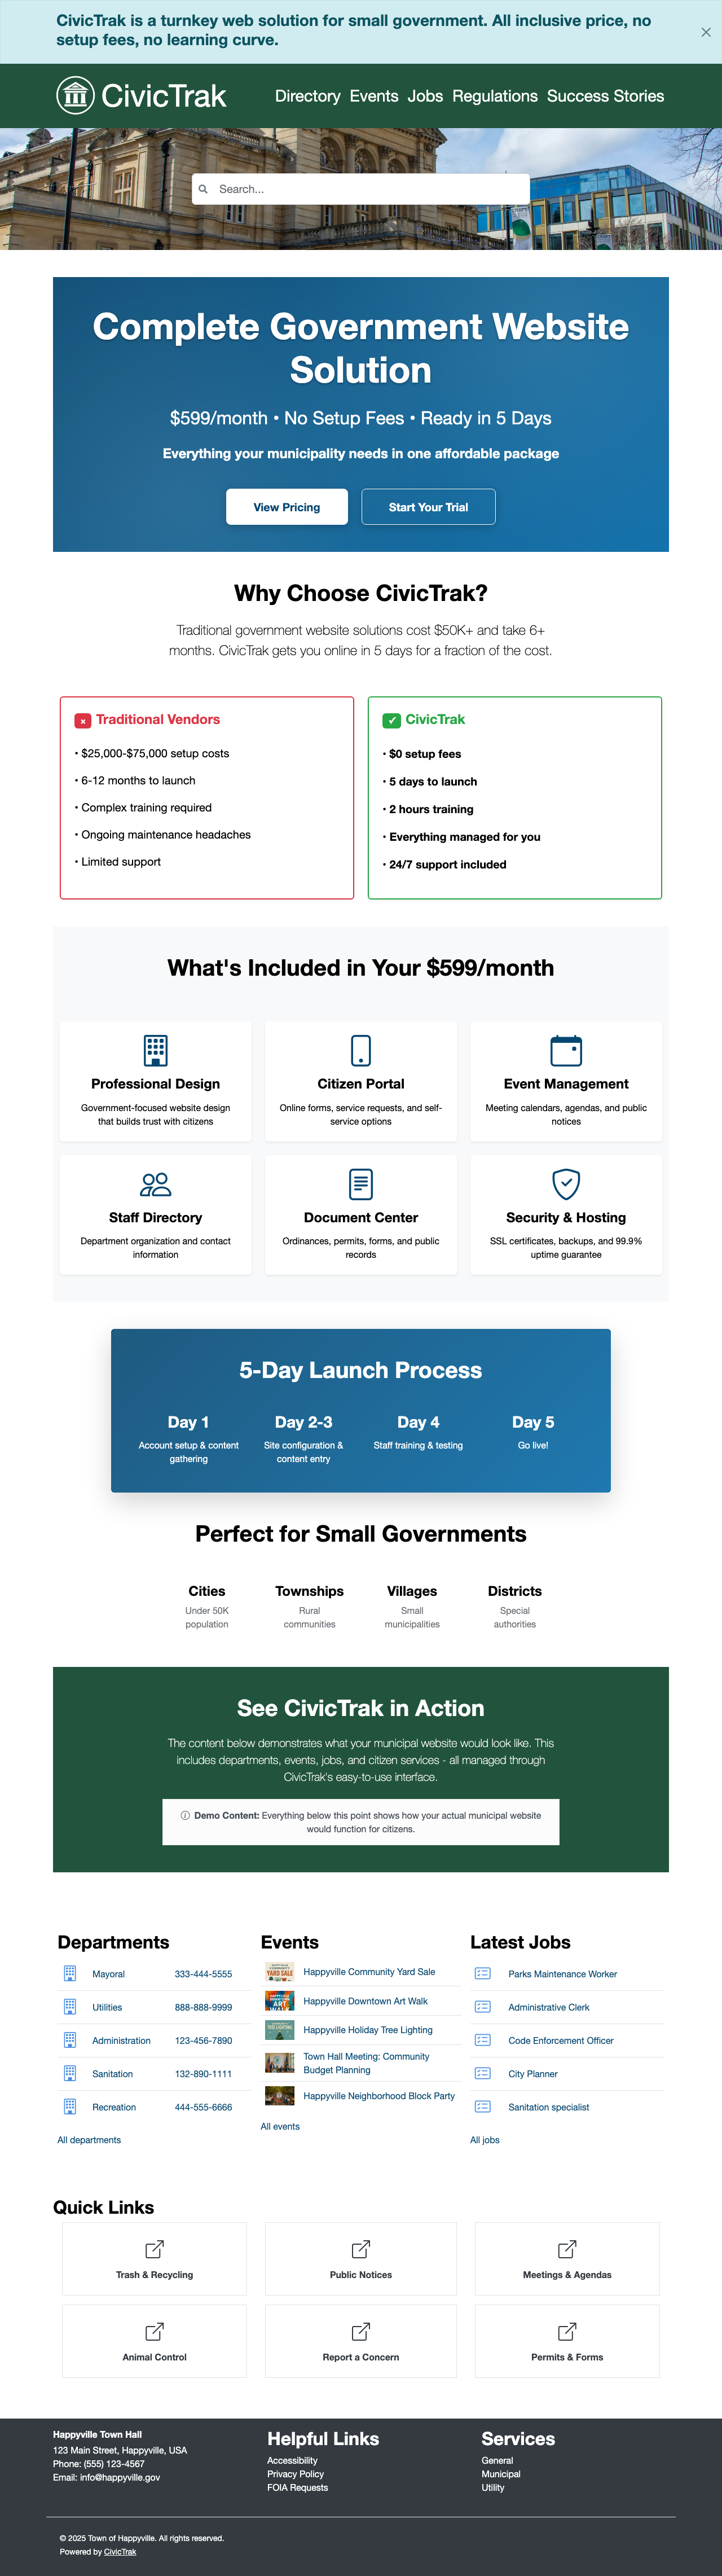 CivicTrak is a turnkey web solution for small government. All inclusive price, no
setup fees, no learning curve.
CivicTrak
Directory Events Jobs Regulations Success Stories
Search...
Complete Government Website
Solution
$599/month • No Setup Fees • Ready in 5 Days
Everything your municipality needs in one affordable package
View Pricing
Start Your Trial
Why Choose CivicTrak?
Traditional government website solutions cost $50K+ and take 6+
months. CivicTrak gets you online in 5 days for a fraction of the cost.
Traditional Vendors
• $25,000-$75,000 setup costs
• 6-12 months to launch
• Complex training required
• Ongoing maintenance headaches
• Limited support
CivicTrak
• $0 setup fees
• 5 days to launch
• 2 hours training
• Everything managed for you
• 24/7 support included
What's Included in Your $599/month
Professional Design
Government-focused website design
that builds trust with citizens
Citizen Portal
Online forms, service requests, and self-
service options
Event Management
Meeting calendars, agendas, and public
notices
Staff Directory
Department organization and contact
information
Document Center
Ordinances, permits, forms, and public
records
Security & Hosting
SSL certificates, backups, and 99.9%
uptime guarantee
5-Day Launch Process
Day 1
Account setup & content
gathering
Day 2-3
Site configuration &
content entry
Day 4
Staff training & testing
Day 5
Go live!
Perfect for Small Governments
Cities
Under 50K
population
Townships
Rural
communities
Villages
Small
municipalities
Districts
Special
authorities
See CivicTrak in Action
The content below demonstrates what your municipal website would look like. This
includes departments, events, jobs, and citizen services - all managed through
CivicTrak's easy-to-use interface.
Demo Content: Everything below this point shows how your actual municipal website
would function for citizens.
Departments
Mayoral 333-444-5555
Utilities 888-888-9999
Administration 123-456-7890
Sanitation 132-890-1111
Recreation 444-555-6666
All departments
Events
YARD SALE
Happyville Community Yard Sale
Happyville Downtown Art Walk
Happyville Holiday Tree Lighting
Town Hall Meeting: Community
Budget Planning
Happyville Neighborhood Block Party
All events
Latest Jobs
Parks Maintenance Worker
Administrative Clerk
Code Enforcement Officer
City Planner
Sanitation specialist
All jobs
Quick Links
Trash & Recycling
Public Notices
Meetings & Agendas
Animal Control
Report a Concern
Permits & Forms
Happyville Town Hall
123 Main Street, Happyville, USA
Phone: (555) 123-4567
Email: info@happyville.gov
Helpful Links
Accessibility
Privacy Policy
FOIA Requests
Services
General
Municipal
Utility
© 2025 Town of Happyville. All rights reserved.
Powered by CivicTrak